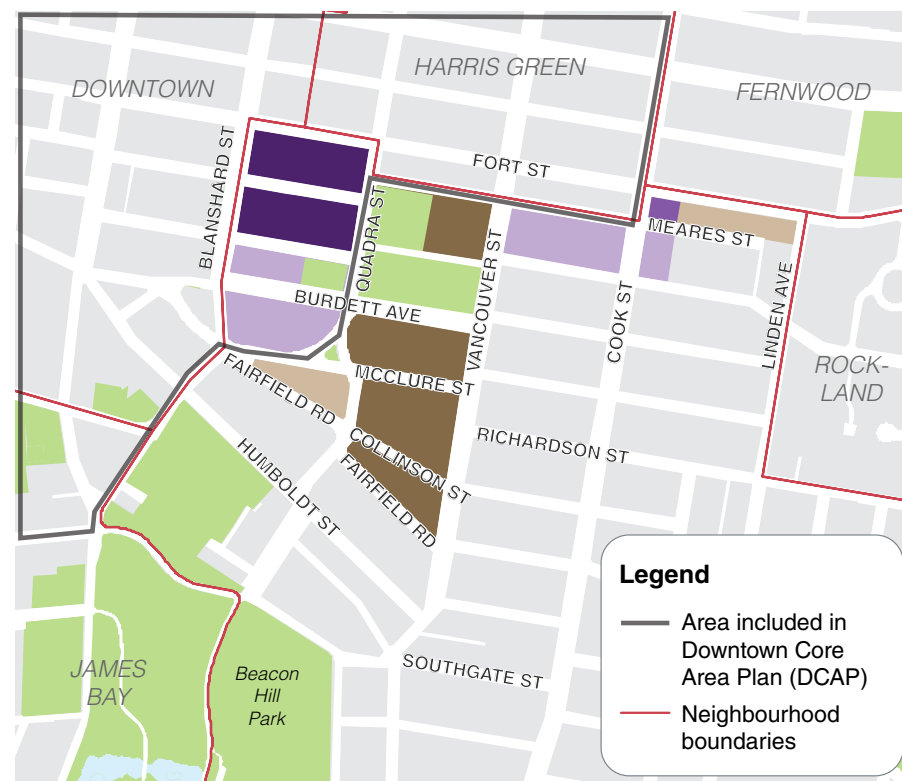 DOWNTOWN
HARRIS GREEN
FERNWOOD
BLANSHARD ST
FORT ST
QUADRA ST
MEARES ST
VANCOUVER ST
BURDETT AVE
COOK ST
LINDEN AVE
ROCK-
LAND
FAIRFIELD RD
MCCLURE ST
COLLINSON ST
RICHARDSON ST
HUMBOLDT ST
FAIRFIELD RD
SOUTHGATE ST
JAMES
BAY
Beacon
Hill
Park
Legend
Area included in
Downtown Core
Area Plan (DCAP)
Neighbourhood
boundaries